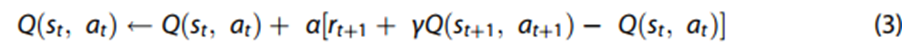 Q(sₜ, aₜ) ← Q(sₜ, aₜ) + a[rₜ₊₁ + γQ(sₜ₊₁, aₜ₊₁) − Q(sₜ, aₜ)] (3)